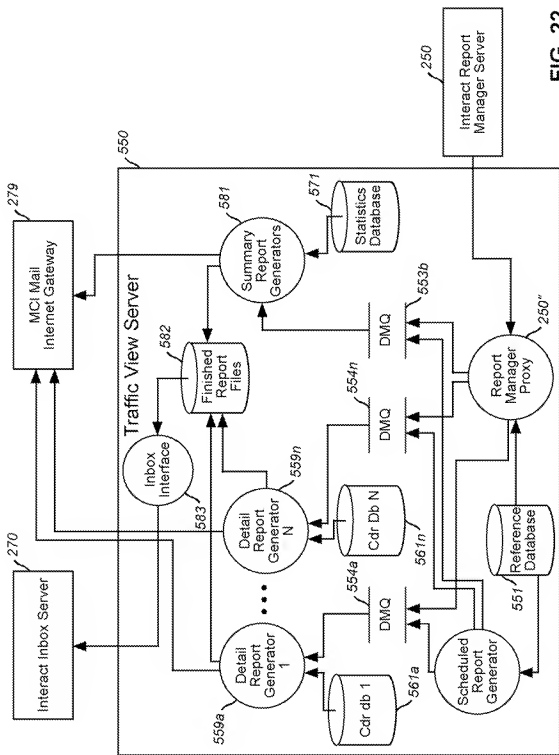 270
Interact Inbox Server
279
MCI Mail
Internet Gateway
550
Traffic View Server
Inbox
Interface
583
582
Finished
Report
Files
581
Summary
Report
Generators
571
Statistics
Database
559a
Detail
Report
Generator
1
• • •
559n
Detail
Report
Generator
N
Cdr db 1
561a
Cdr Db N
561n
554a
DMQ
554n
DMQ
553b
DMQ
Scheduled
Report
Generator
551
Reference
Database
Report
Manager
Proxy
250"
250
Interact Report
Manager Server
FIG. 22